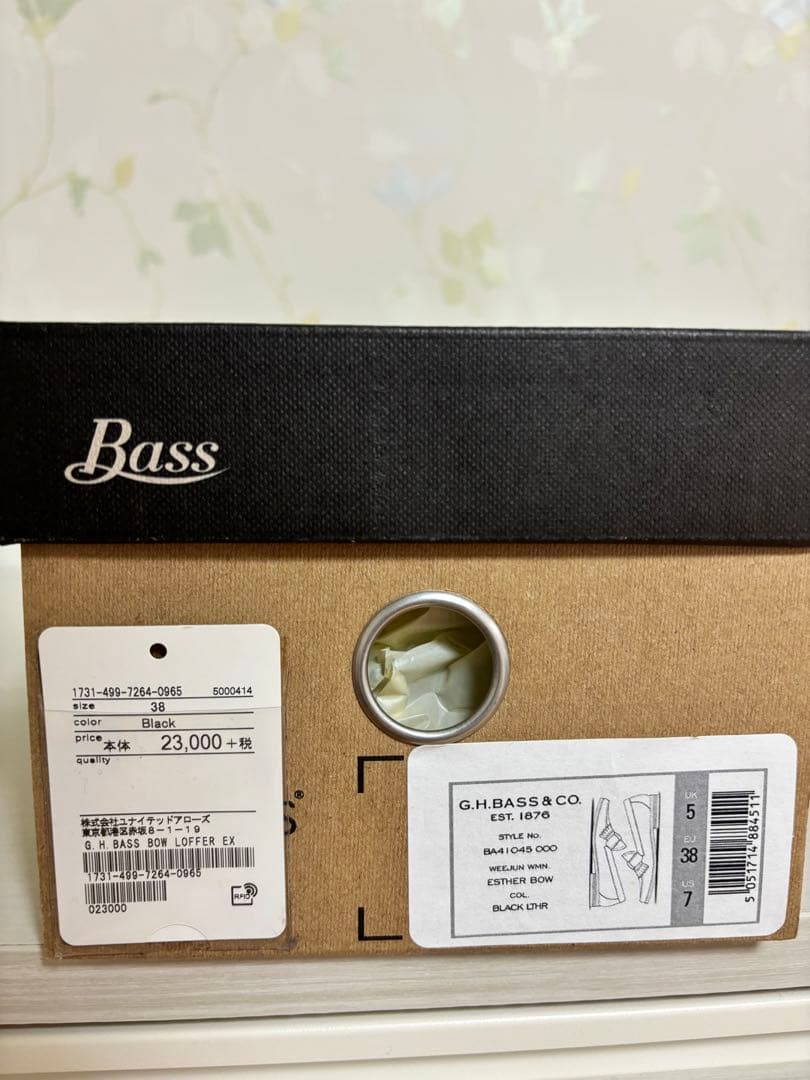 Bass
1731-499-7264-0965 5000414
size 38
color Black
price 本体 23,000+税
quality
株式会社ユナイテッドアローズ
東京都港区赤坂8-1-19
G.H.BASS BOW LOFFER EX
1731-499-7264-0965
023000
RFID
S®
G.H.BASS & CO.
EST. 1876
STYLE No.
BA41045 000
WEEJUN WMN.
ESTHER BOW
COL.
BLACK LTHR
UK
5
EU
38
US
7
5 051714 884511